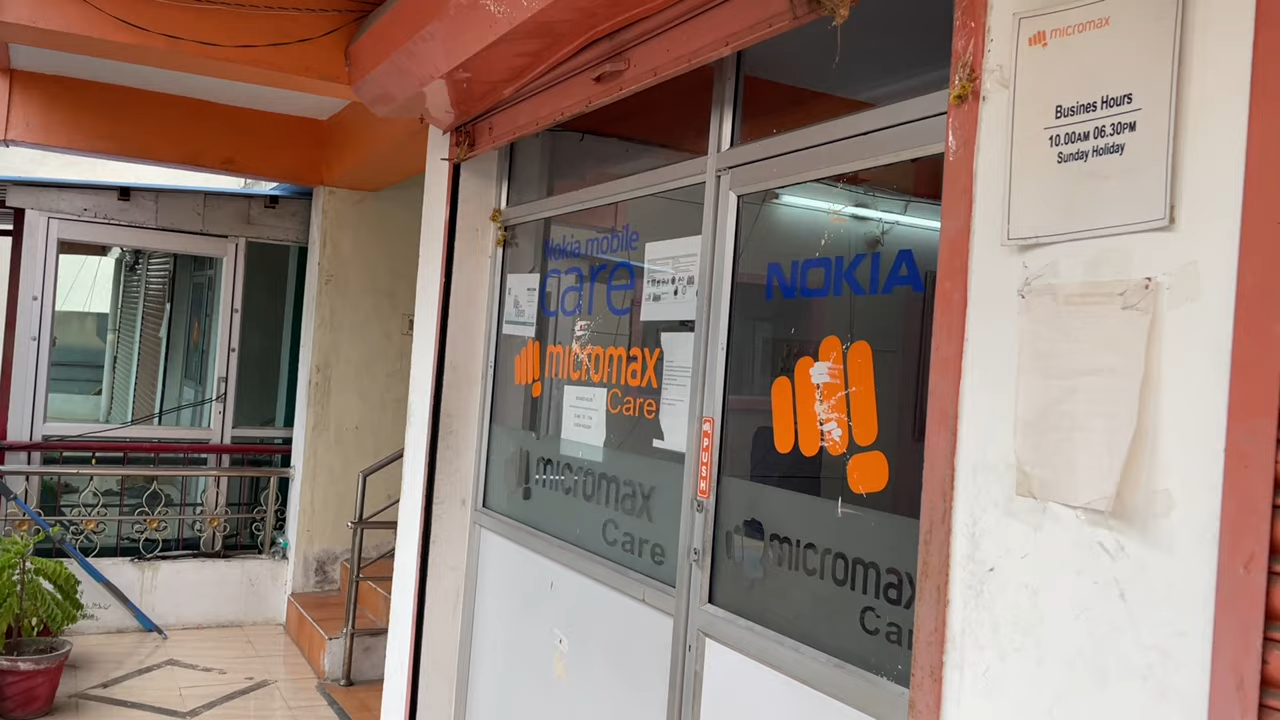 micromax
Busines Hours
10.00AM 06.30PM
Sunday Holiday
Nokia mobile
care
micromax
Care
micromax
Care
PUSH
NOKIA
micromax
Car
Open